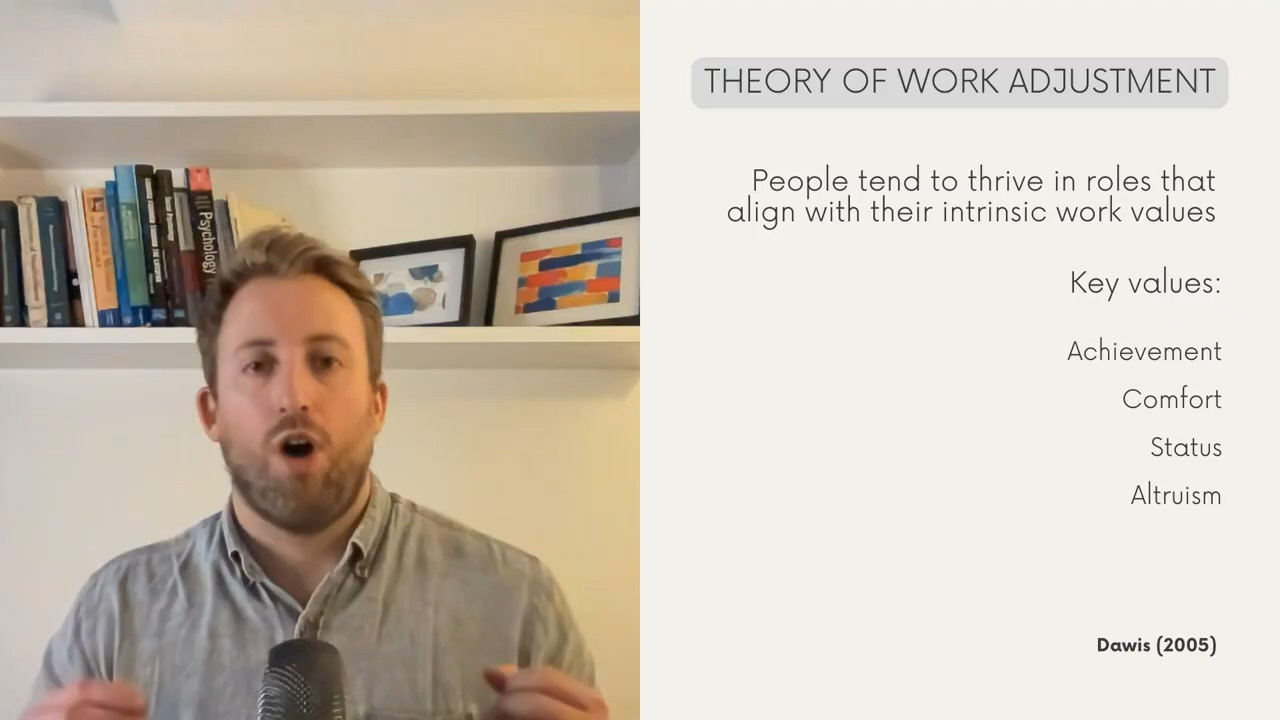 THEORY OF WORK ADJUSTMENT
People tend to thrive in roles that
align with their intrinsic work values
Key values:
Achievement
Comfort
Status
Altruism
Dawis (2005)
Psychology